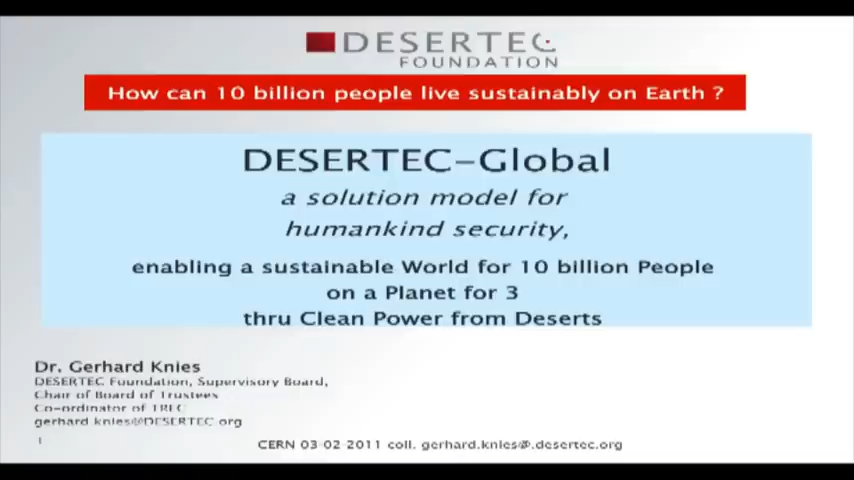 DESERTEC
FOUNDATION
How can 10 billion people live sustainably on Earth ?
DESERTEC-Global
a solution model for
humankind security,
enabling a sustainable World for 10 billion People
on a Planet for 3
thru Clean Power from Deserts
Dr. Gerhard Knies
DESERTEC Foundation, Supervisory Board,
Chair of Board of Trustees
Co-ordinator of TREC
gerhard.knies@DESERTEC.org
1
CERN 03-02-2011 coll. gerhard.knies@.desertec.org